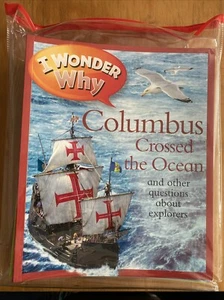 I WONDER
Why
Columbus
Crossed
the Ocean
and other
questions
about
explorers